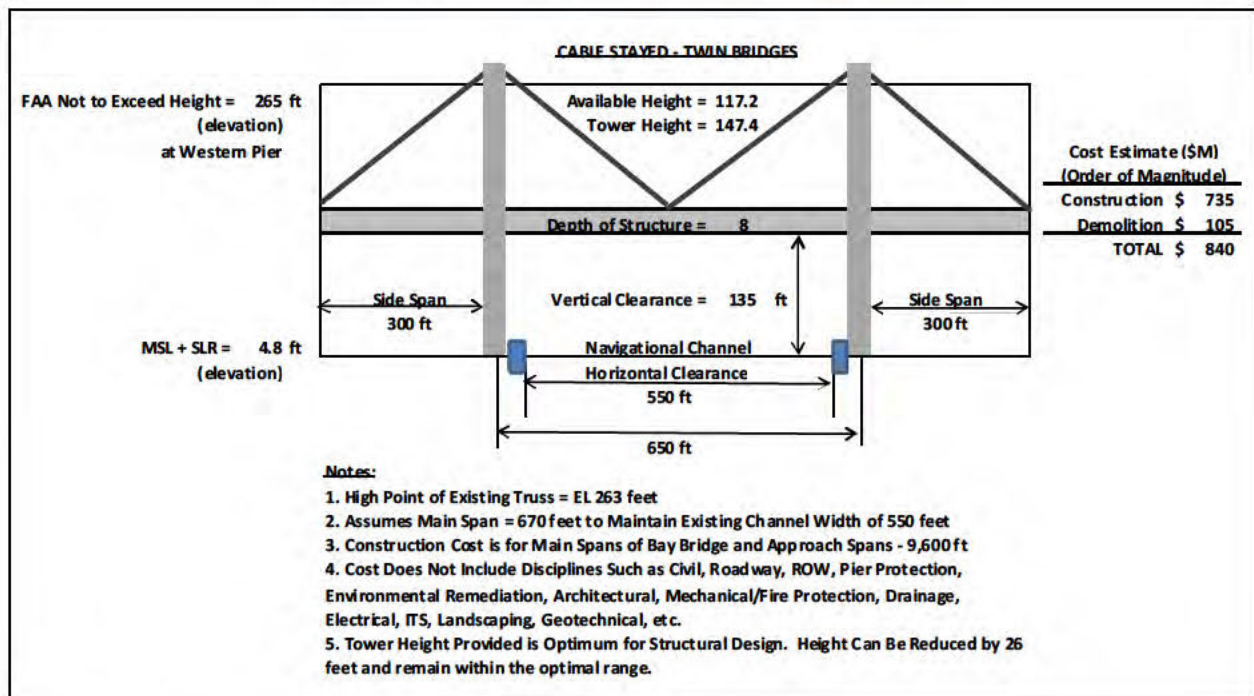 CABLE STAYED - TWIN BRIDGES
FAA Not to Exceed Height = 265 ft
(elevation)
at Western Pier
Available Height = 117.2
Tower Height = 147.4
Cost Estimate ($M)
(Order of Magnitude)
Construction $ 735
Demolition $ 105
TOTAL $ 840
Depth of Structure = 8
Vertical Clearance = 135 ft
Side Span
300 ft
Side Span
300 ft
MSL + SLR = 4.8 ft
(elevation)
Navigational Channel
Horizontal Clearance
550 ft
650 ft
Notes:
1. High Point of Existing Truss = EL 263 feet
2. Assumes Main Span = 670 feet to Maintain Existing Channel Width of 550 feet
3. Construction Cost is for Main Spans of Bay Bridge and Approach Spans - 9,600 ft
4. Cost Does Not Include Disciplines Such as Civil, Roadway, ROW, Pier Protection,
Environmental Remediation, Architectural, Mechanical/Fire Protection, Drainage,
Electrical, ITS, Landscaping, Geotechnical, etc.
5. Tower Height Provided is Optimum for Structural Design. Height Can Be Reduced by 26
feet and remain within the optimal range.